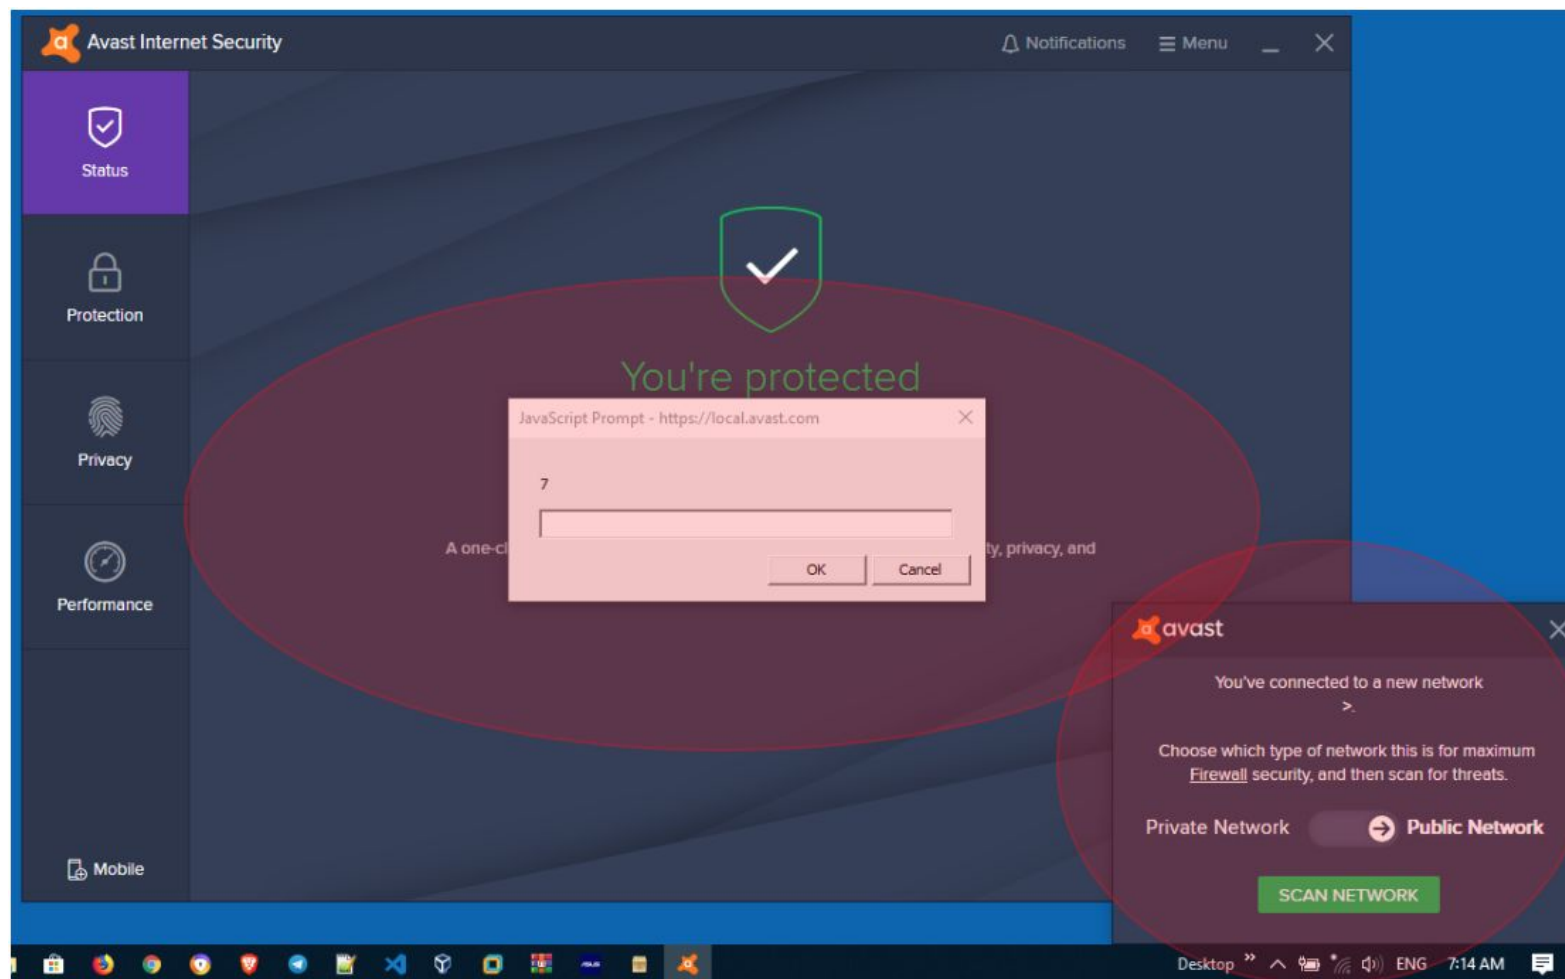 Avast Internet Security
Notifications
Menu
Status
Protection
Privacy
Performance
Mobile
You're protected
JavaScript Prompt - https://local.avast.com
7
OK
Cancel
A one-cl
ty, privacy, and
avast
You've connected to a new network
>.
Choose which type of network this is for maximum
Firewall security, and then scan for threats.
Private Network
Public Network
SCAN NETWORK
Desktop
ENG
7:14 AM